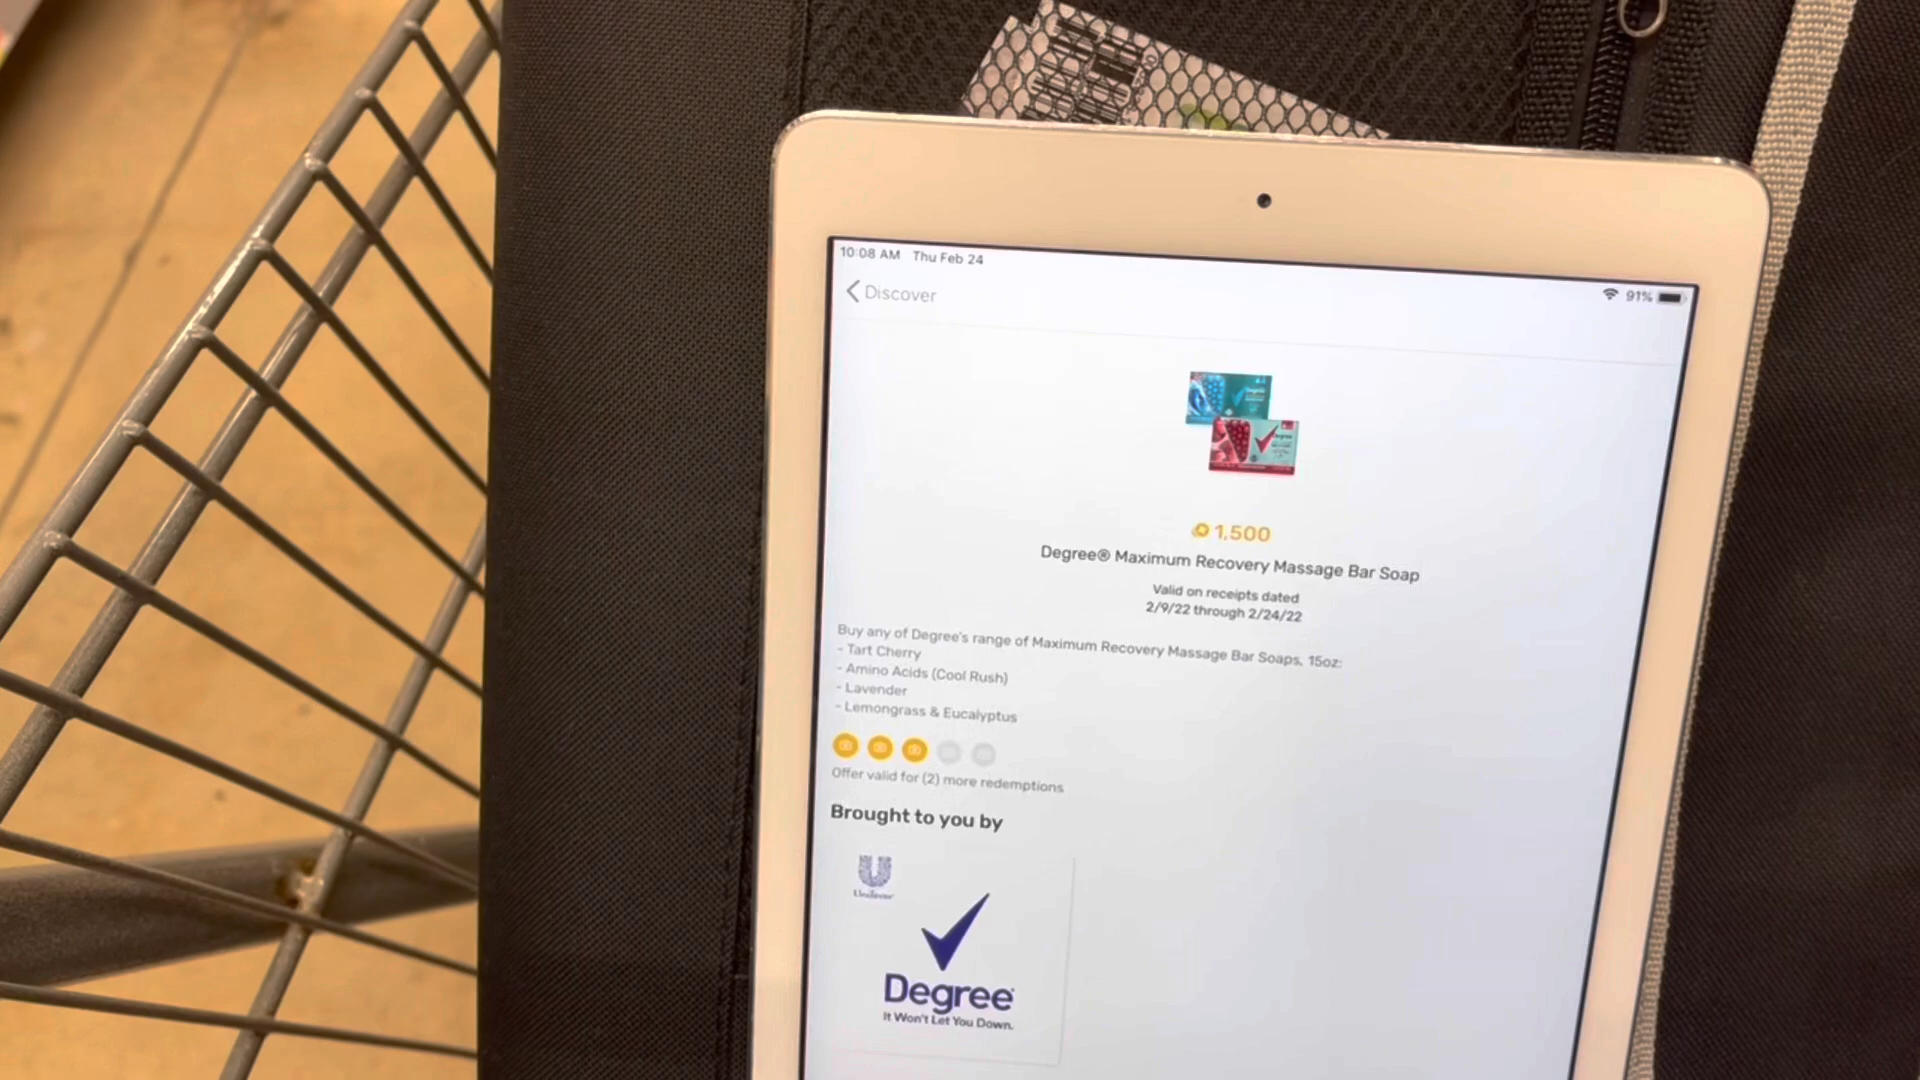 10:08 AM Thu Feb 24
91%
Discover
1,500
Degree® Maximum Recovery Massage Bar Soap
Valid on receipts dated
2/9/22 through 2/24/22
Buy any of Degree's range of Maximum Recovery Massage Bar Soaps, 15oz:
- Tart Cherry
- Amino Acids (Cool Rush)
- Lavender
- Lemongrass & Eucalyptus
Offer valid for (2) more redemptions
Brought to you by
Unilever
Degree
It Won't Let You Down.